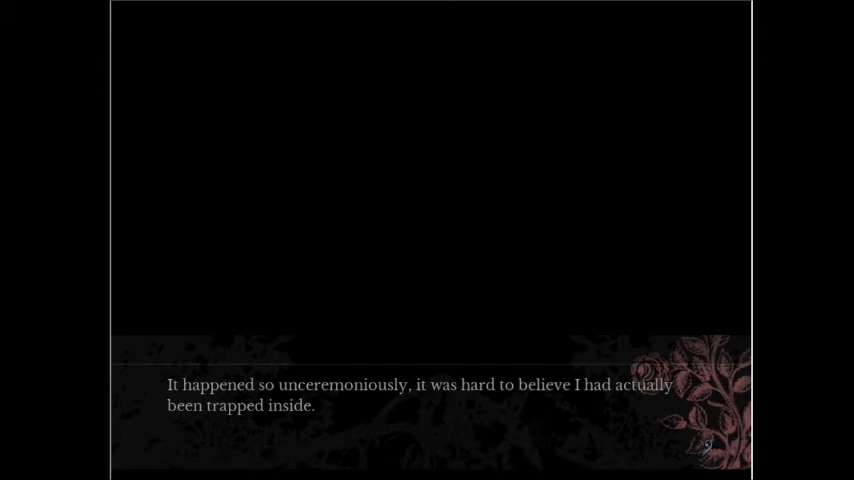 It happened so unceremoniously, it was hard to believe I had actually
been trapped inside.